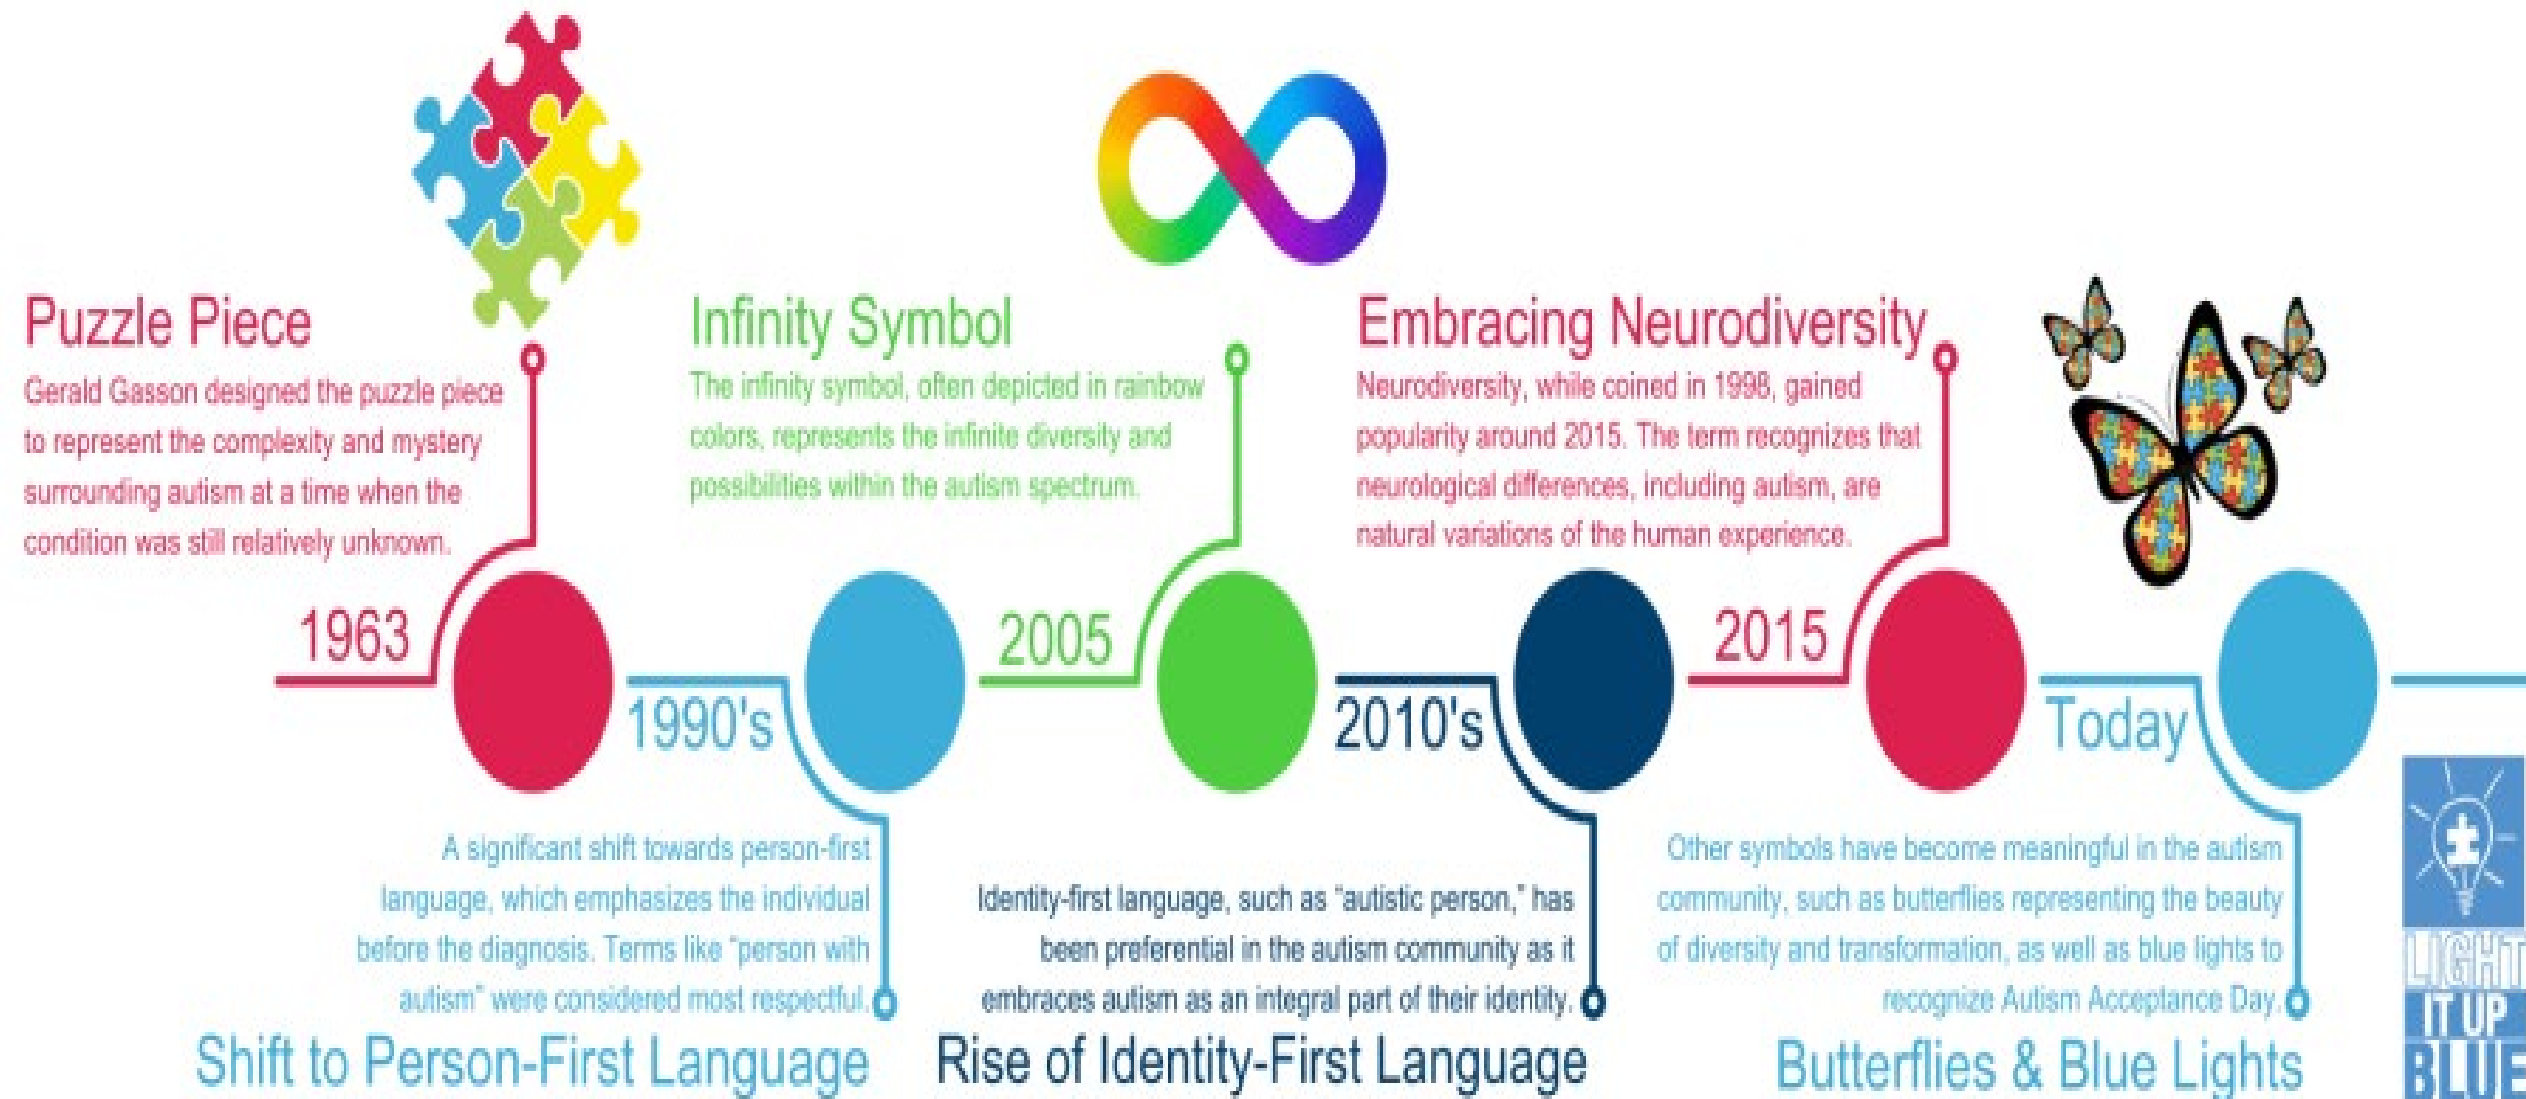 Puzzle Piece
Gerald Gasson designed the puzzle piece
to represent the complexity and mystery
surrounding autism at a time when the
condition was still relatively unknown.
1963
1990's
A significant shift towards person-first
language, which emphasizes the individual
before the diagnosis. Terms like "person with
autism" were considered most respectful.
Shift to Person-First Language
Infinity Symbol
The infinity symbol, often depicted in rainbow
colors, represents the infinite diversity and
possibilities within the autism spectrum.
2005
2010's
Identity-first language, such as "autistic person," has
been preferential in the autism community as it
embraces autism as an integral part of their identity.
Rise of Identity-First Language
Embracing Neurodiversity
Neurodiversity, while coined in 1998, gained
popularity around 2015. The term recognizes that
neurological differences, including autism, are
natural variations of the human experience.
2015
Today
Other symbols have become meaningful in the autism
community, such as butterflies representing the beauty
of diversity and transformation, as well as blue lights to
recognize Autism Acceptance Day.
Butterflies & Blue Lights
LIGHT
IT UP
BLUE